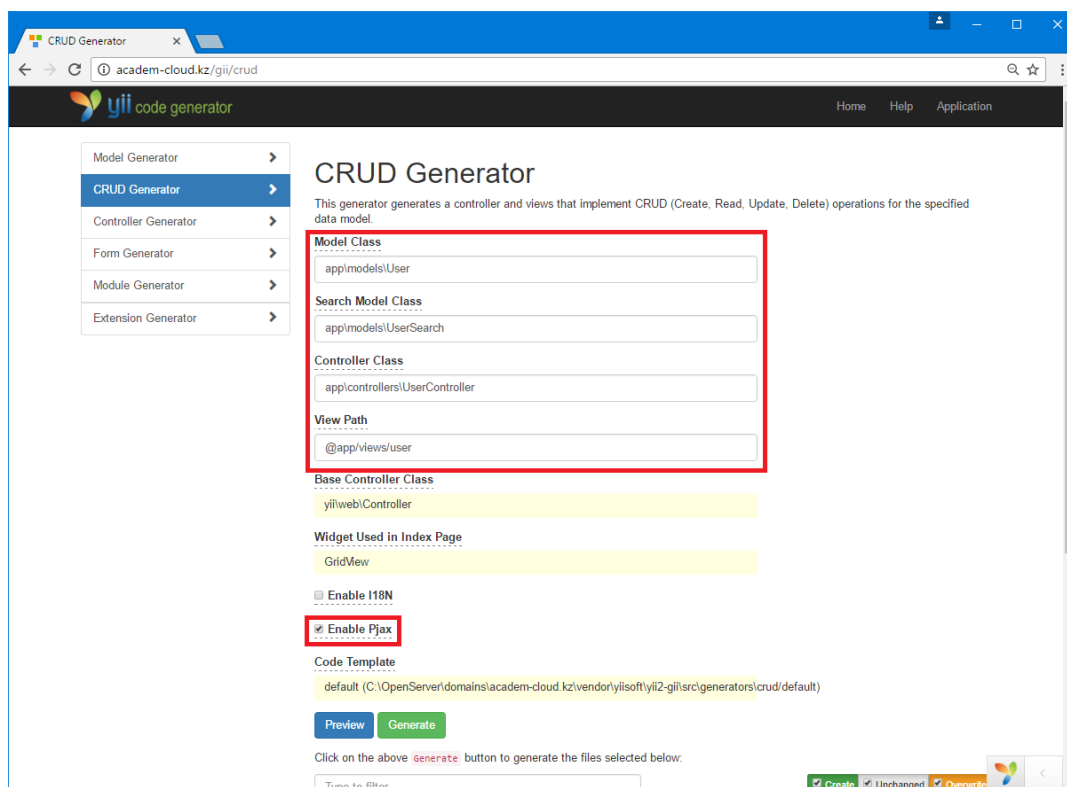 CRUD Generator
academ-cloud.kz/gii/crud
yii code generator
Home Help Application
Model Generator
CRUD Generator
Controller Generator
Form Generator
Module Generator
Extension Generator
CRUD Generator
This generator generates a controller and views that implement CRUD (Create, Read, Update, Delete) operations for the specified
data model.
Model Class
app\models\User
Search Model Class
app\models\UserSearch
Controller Class
app\controllers\UserController
View Path
@app/views/user
Base Controller Class
yii\web\Controller
Widget Used in Index Page
GridView
Enable I18N
Enable Pjax
Code Template
default (C:\OpenServer\domains\academ-cloud.kz\vendor\yiisoft\yii2-gii\src\generators\crud/default)
Preview Generate
Click on the above Generate button to generate the files selected below:
Type to filter
Create Unchanged Overwrite